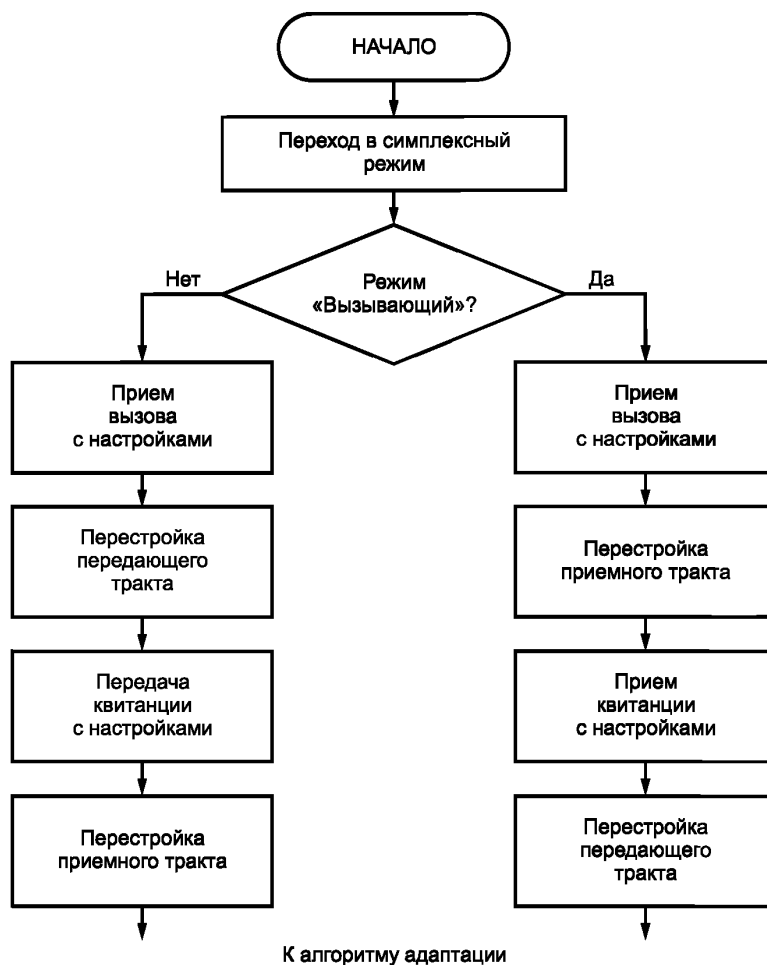 НАЧАЛО
Переход в симплексный
режим
Режим
«Вызывающий»?
Нет
Да
Прием
вызова
с настройками
Перестройка
передающего
тракта
Передача
квитанции
с настройками
Перестройка
приемного тракта
Прием
вызова
с настройками
Перестройка
приемного тракта
Прием
квитанции
с настройками
Перестройка
передающего
тракта
К алгоритму адаптации